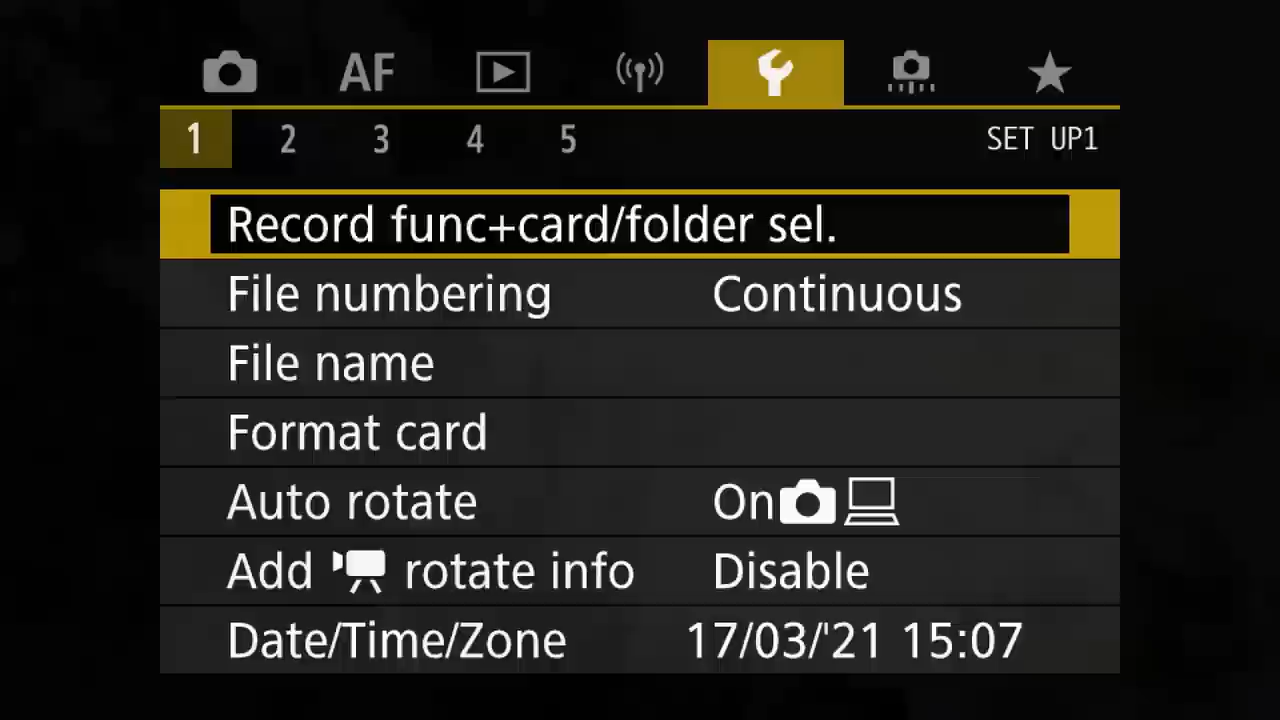 AF
1 2 3 4 5 SET UP1
Record func+card/folder sel.
File numbering Continuous
File name
Format card
Auto rotate On
Add rotate info Disable
Date/Time/Zone 17/03/'21 15:07